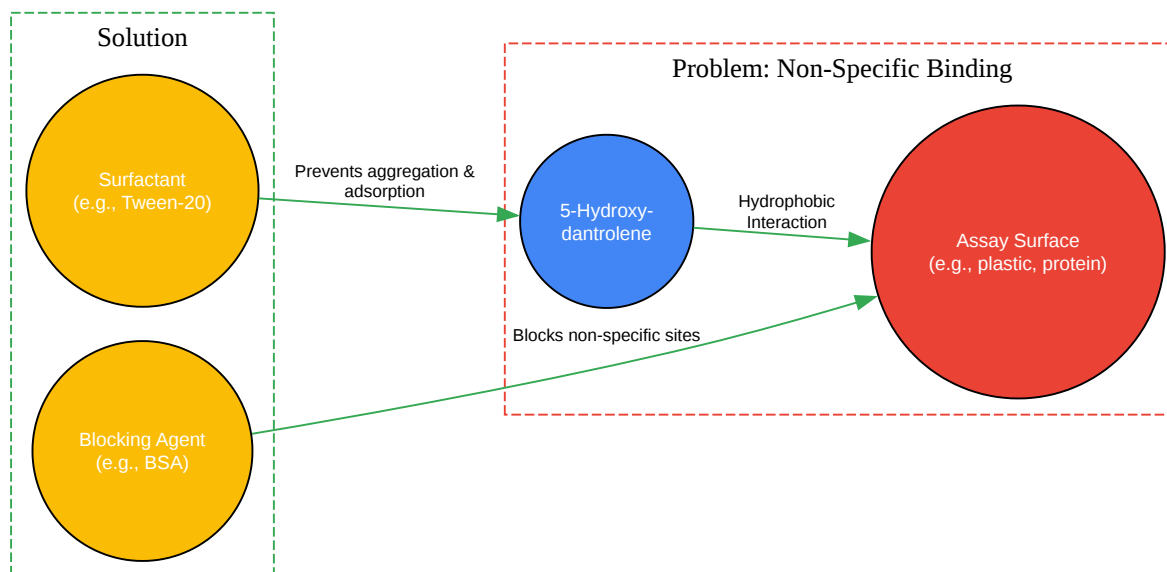 Solution
Surfactant
(e.g., Tween-20)
Blocking Agent
(e.g., BSA)
Prevents aggregation &
adsorption
Blocks non-specific sites
Problem: Non-Specific Binding
5-Hydroxy-
dantrolene
Hydrophobic
Interaction
Assay Surface
(e.g., plastic, protein)